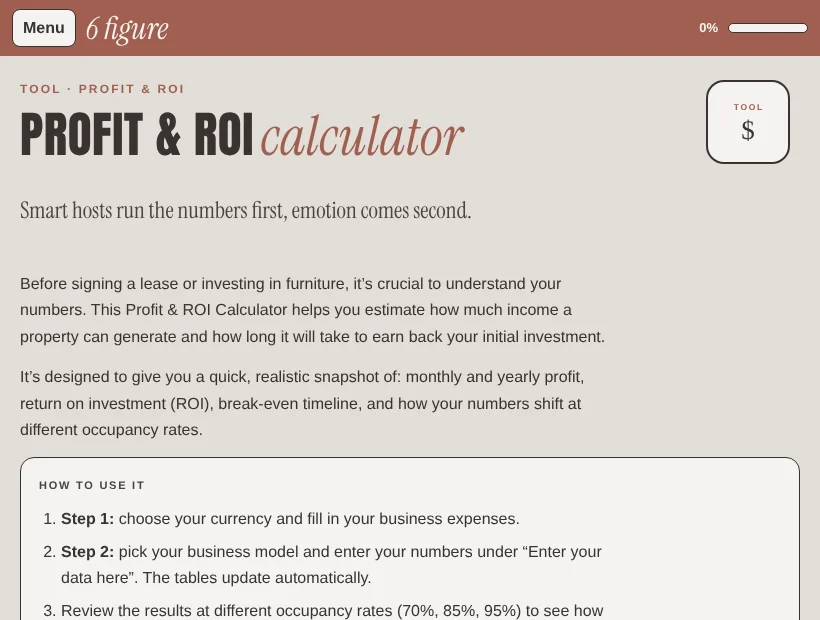 Menu 6 figure 0%
TOOL · PROFIT & ROI
PROFIT & ROI calculator
TOOL
$
Smart hosts run the numbers first, emotion comes second.
Before signing a lease or investing in furniture, it’s crucial to understand your
numbers. This Profit & ROI Calculator helps you estimate how much income a
property can generate and how long it will take to earn back your initial investment.
It’s designed to give you a quick, realistic snapshot of: monthly and yearly profit,
return on investment (ROI), break-even timeline, and how your numbers shift at
different occupancy rates.
HOW TO USE IT
1. Step 1: choose your currency and fill in your business expenses.
2. Step 2: pick your business model and enter your numbers under “Enter your
data here”. The tables update automatically.
3. Review the results at different occupancy rates (70%, 85%, 95%) to see how